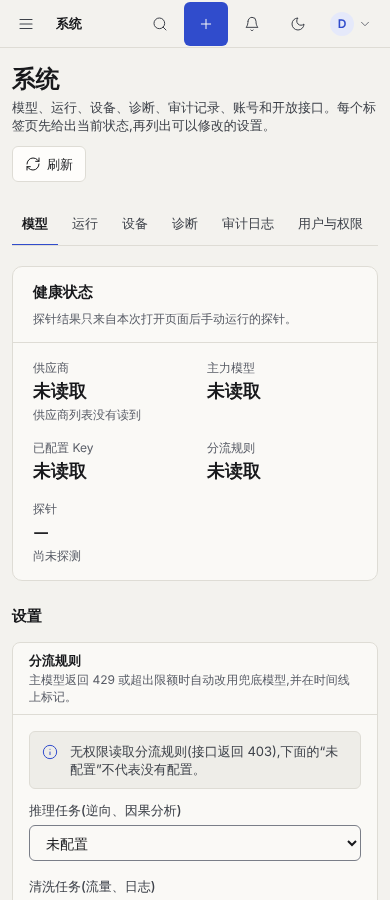 系统
D
系统
模型、运行、设备、诊断、审计记录、账号和开放接口。每个标
签页先给出当前状态,再列出可以修改的设置。
刷新
模型 运行 设备 诊断 审计日志 用户与权限
健康状态
探针结果只来自本次打开页面后手动运行的探针。
供应商
未读取
供应商列表没有读到
主力模型
未读取
已配置 Key
未读取
分流规则
未读取
探针
—
尚未探测
设置
分流规则
主模型返回 429 或超出限额时自动改用兜底模型,并在时间线
上标记。
无权限读取分流规则(接口返回 403),下面的“未
配置”不代表没有配置。
推理任务(逆向、因果分析)
未配置
清洗任务(流量、日志)